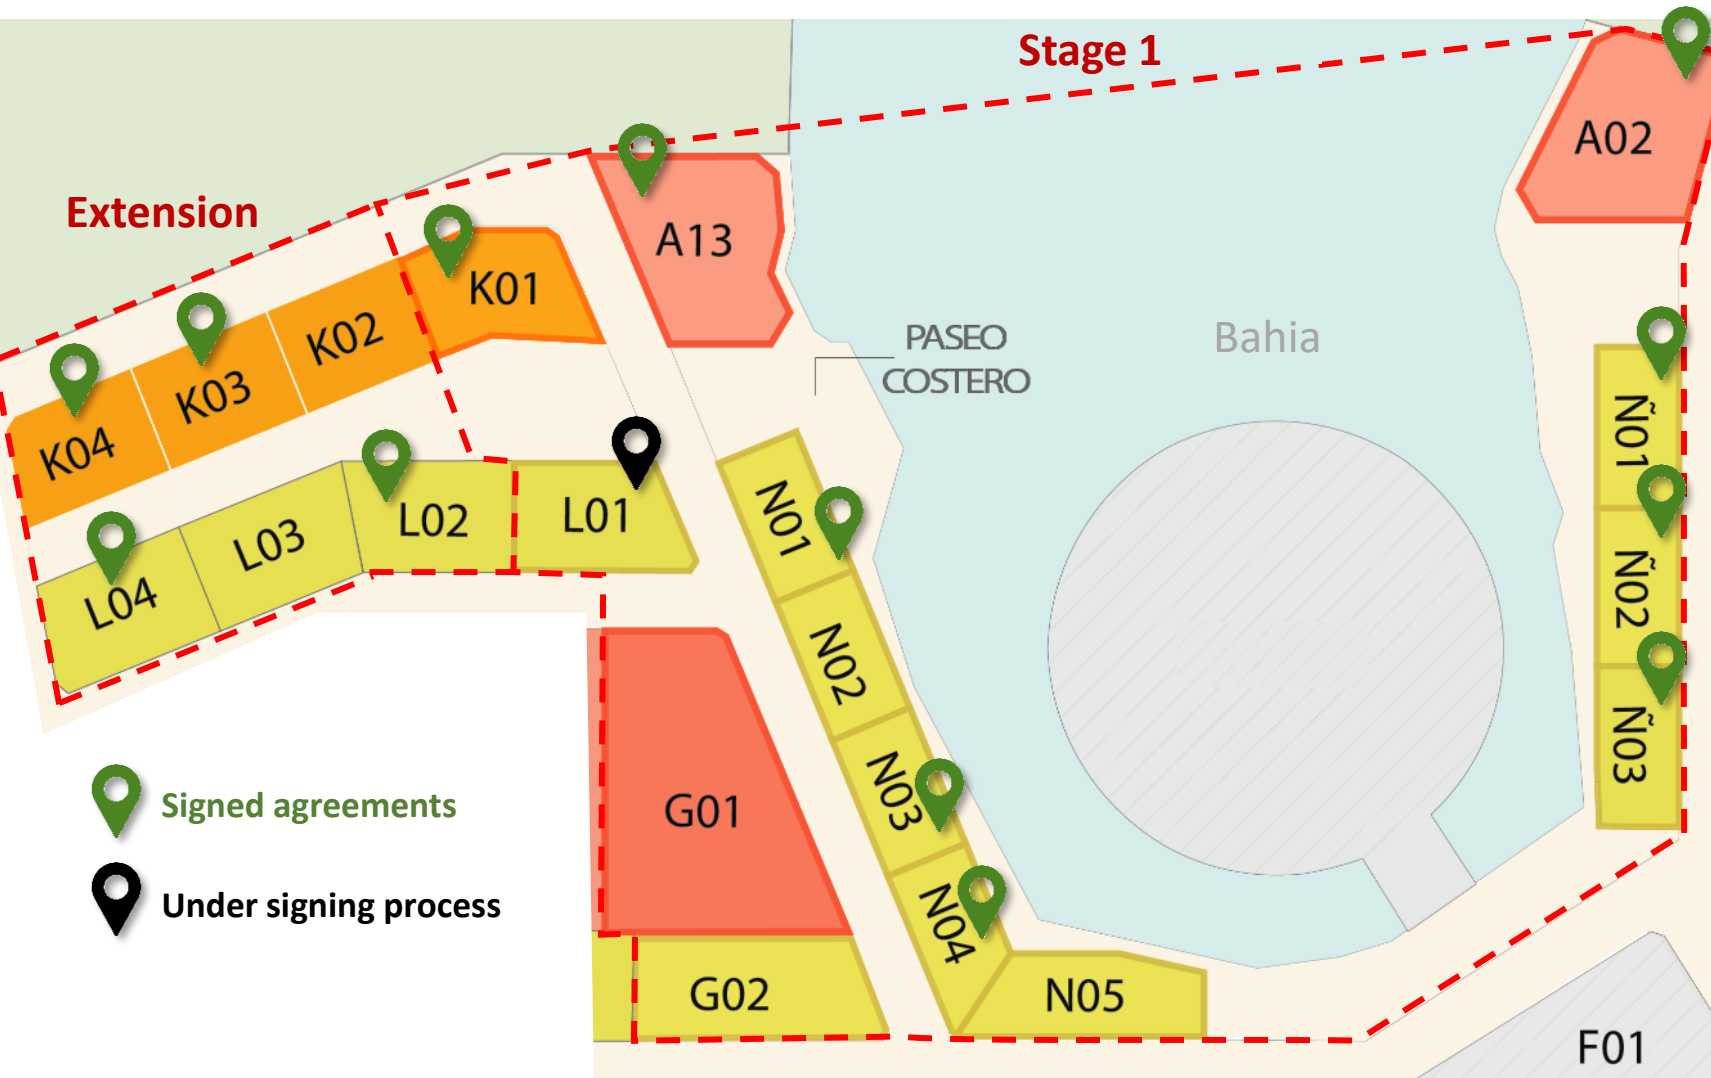 Stage 1
A02
Extension
A13
K01
PASEO
COSTERO
Bahia
K02
K03
K04
Ñ01
L01
L02
L03
L04
N01
Ñ02
N02
Ñ03
N03
G01
Signed agreements
Under signing process
N04
G02
N05
F01